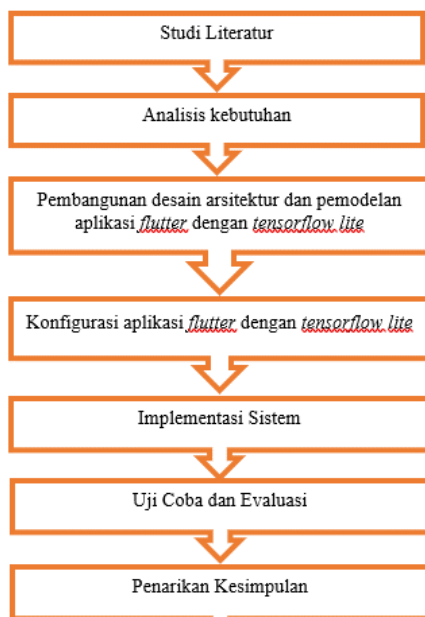 Studi Literatur
Analisis kebutuhan
Pembangunan desain arsitektur dan pemodelan
aplikasi flutter dengan tensorflow lite
Konfigurasi aplikasi flutter dengan tensorflow lite
Implementasi Sistem
Uji Coba dan Evaluasi
Penarikan Kesimpulan